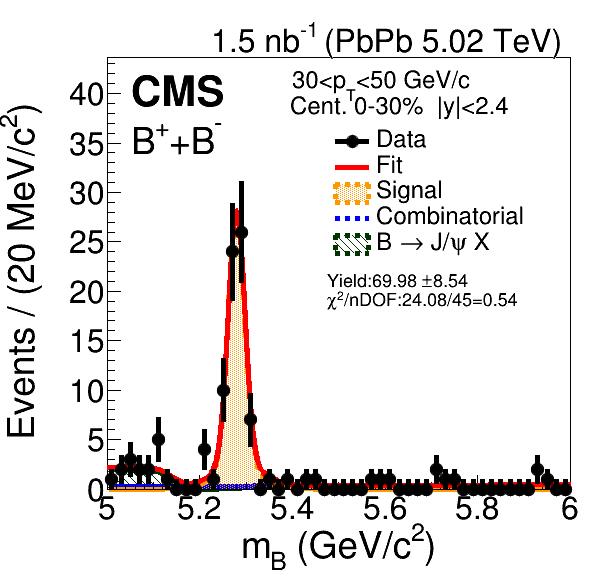 1.5 nb⁻¹ (PbPb 5.02 TeV)
CMS
30<p_T<50 GeV/c
Cent. 0-30% |y|<2.4
B⁺+B⁻
Data
Fit
Signal
Combinatorial
B → J/ψ X
Yield:69.98 ±8.54
χ²/nDOF:24.08/45=0.54
Events / (20 MeV/c²)
40
35
30
25
20
15
10
5
0
5 5.2 5.4 5.6 5.8 6
m_B (GeV/c²)